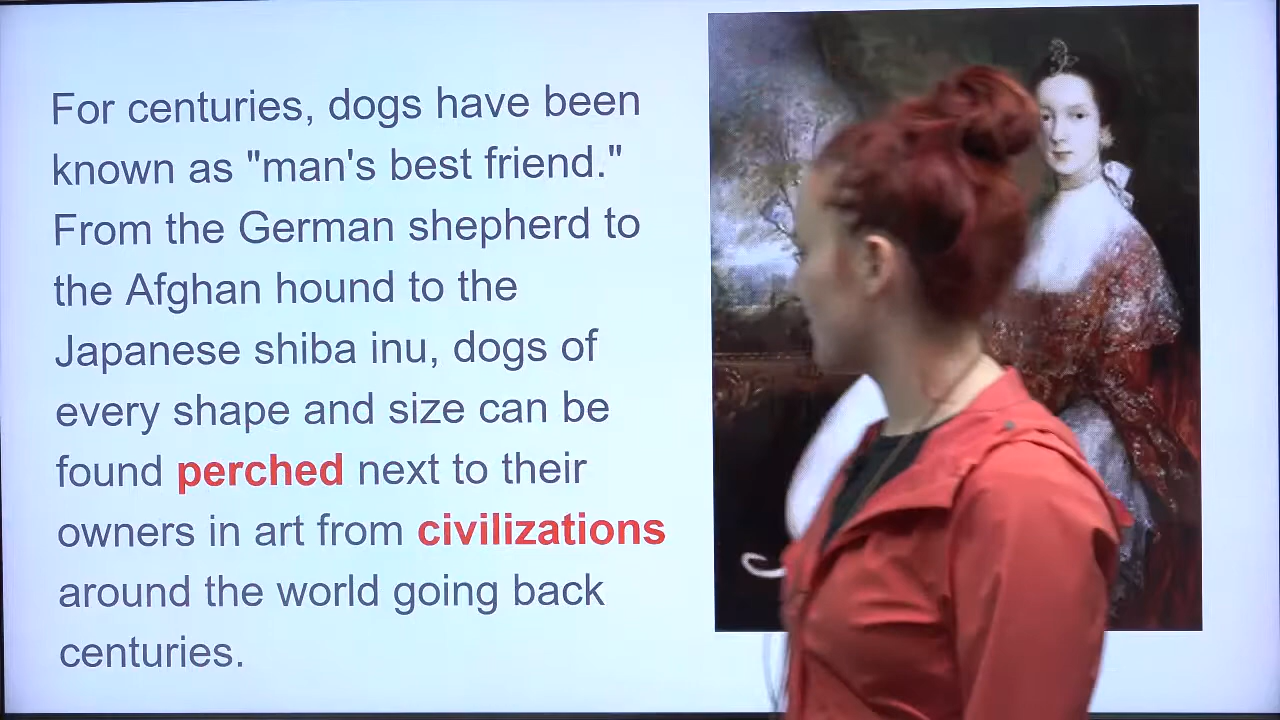 For centuries, dogs have been
known as "man's best friend."
From the German shepherd to
the Afghan hound to the
Japanese shiba inu, dogs of
every shape and size can be
found perched next to their
owners in art from civilizations
around the world going back
centuries.